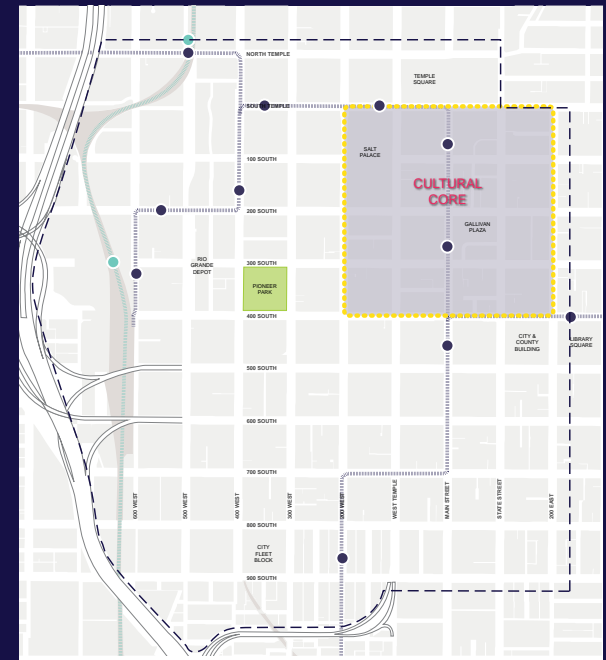 NORTH TEMPLE
TEMPLE
SQUARE
SOUTH TEMPLE
SALT
PALACE
100 SOUTH
CULTURAL
CORE
200 SOUTH
GALLIVAN
PLAZA
RIO
GRANDE
DEPOT
300 SOUTH
PIONEER
PARK
400 SOUTH
CITY &
COUNTY
BUILDING
LIBRARY
SQUARE
500 SOUTH
600 SOUTH
700 SOUTH
600 WEST
500 WEST
400 WEST
300 WEST
200 WEST
WEST TEMPLE
MAIN STREET
STATE STREET
200 EAST
800 SOUTH
CITY
FLEET
BLOCK
900 SOUTH